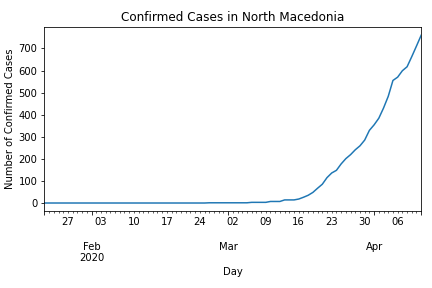 Confirmed Cases in North Macedonia
Number of Confirmed Cases
700
600
500
400
300
200
100
0
27 03 10 17 24 02 09 16 23 30 06
Feb Mar Apr
2020
Day